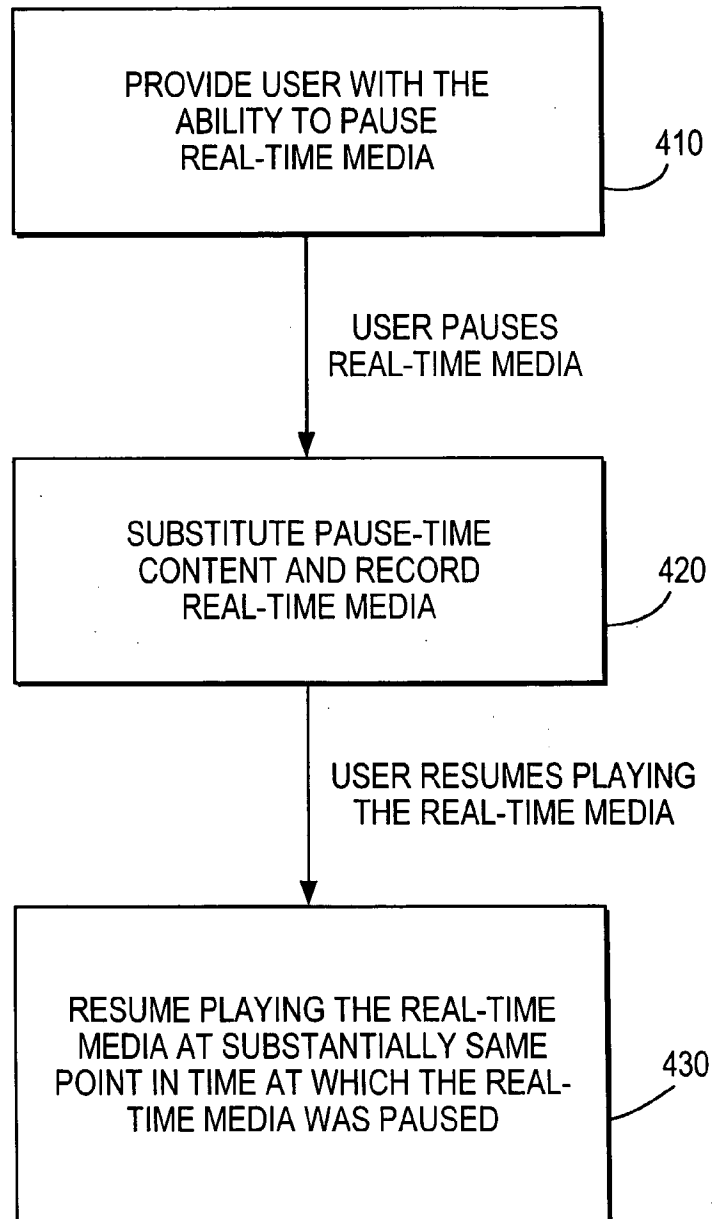 PROVIDE USER WITH THE
ABILITY TO PAUSE
REAL-TIME MEDIA
410
USER PAUSES
REAL-TIME MEDIA
SUBSTITUTE PAUSE-TIME
CONTENT AND RECORD
REAL-TIME MEDIA
420
USER RESUMES PLAYING
THE REAL-TIME MEDIA
RESUME PLAYING THE REAL-TIME
MEDIA AT SUBSTANTIALLY SAME
POINT IN TIME AT WHICH THE REAL-
TIME MEDIA WAS PAUSED
430